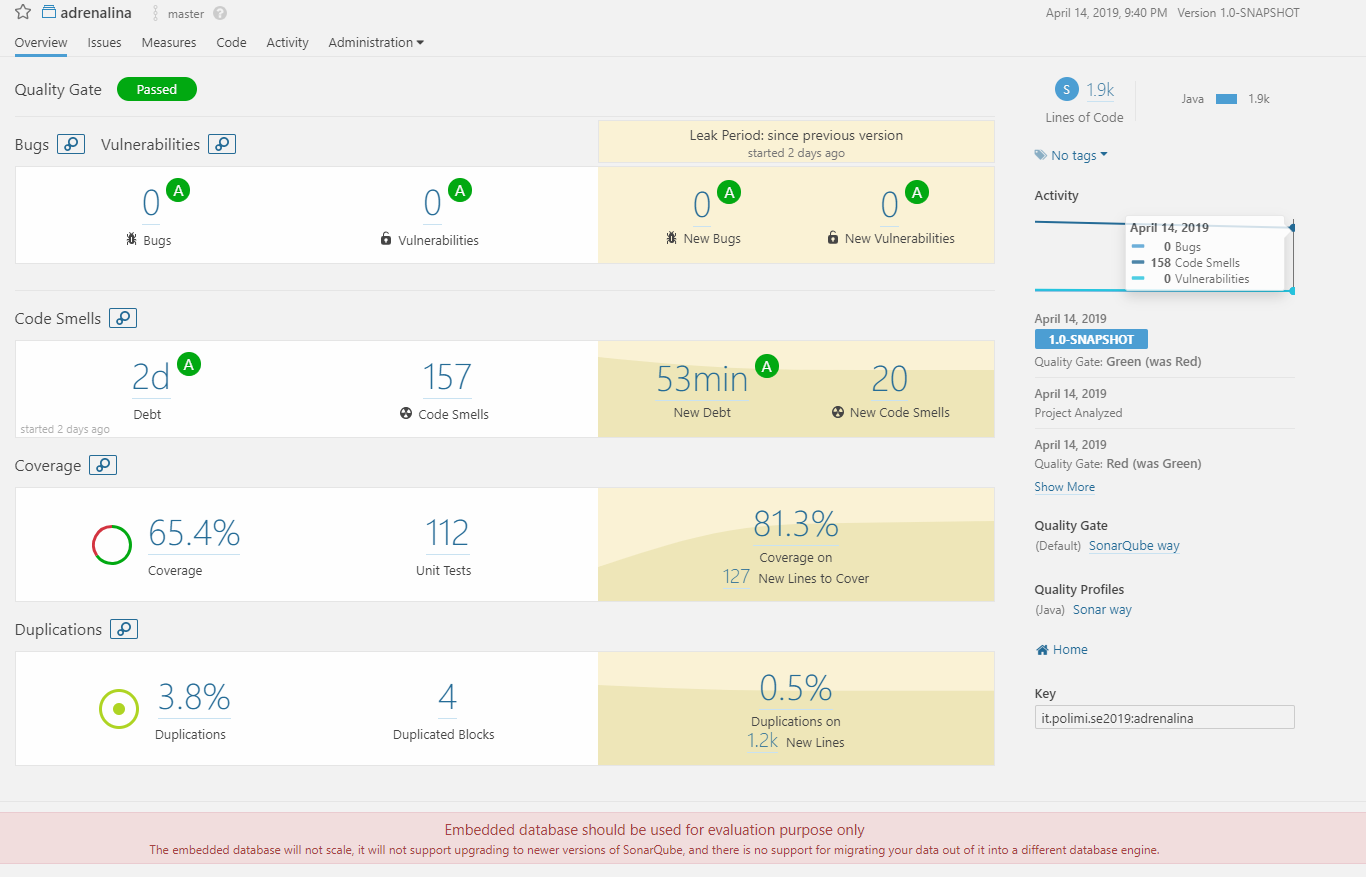 adrenalina master ? April 14, 2019, 9:40 PM Version 1.0-SNAPSHOT
Overview Issues Measures Code Activity Administration
Quality Gate Passed
Bugs Vulnerabilities
Leak Period: since previous version
started 2 days ago
0 A 0 A 0 A 0 A
Bugs Vulnerabilities New Bugs New Vulnerabilities
Code Smells
2d A 157 53min A 20
Debt Code Smells New Debt New Code Smells
started 2 days ago
Coverage
65.4% 112 81.3%
Coverage Unit Tests Coverage on
127 New Lines to Cover
Duplications
3.8% 4 0.5%
Duplications Duplicated Blocks Duplications on
1.2k New Lines
S 1.9k Java 1.9k
Lines of Code
No tags
Activity
April 14, 2019
0 Bugs
158 Code Smells
0 Vulnerabilities
April 14, 2019
1.0-SNAPSHOT
Quality Gate: Green (was Red)
April 14, 2019
Project Analyzed
April 14, 2019
Quality Gate: Red (was Green)
Show More
Quality Gate
(Default) SonarQube way
Quality Profiles
(Java) Sonar way
Home
Key
it.polimi.se2019:adrenalina
Embedded database should be used for evaluation purpose only
The embedded database will not scale, it will not support upgrading to newer versions of SonarQube, and there is no support for migrating your data out of it into a different database engine.